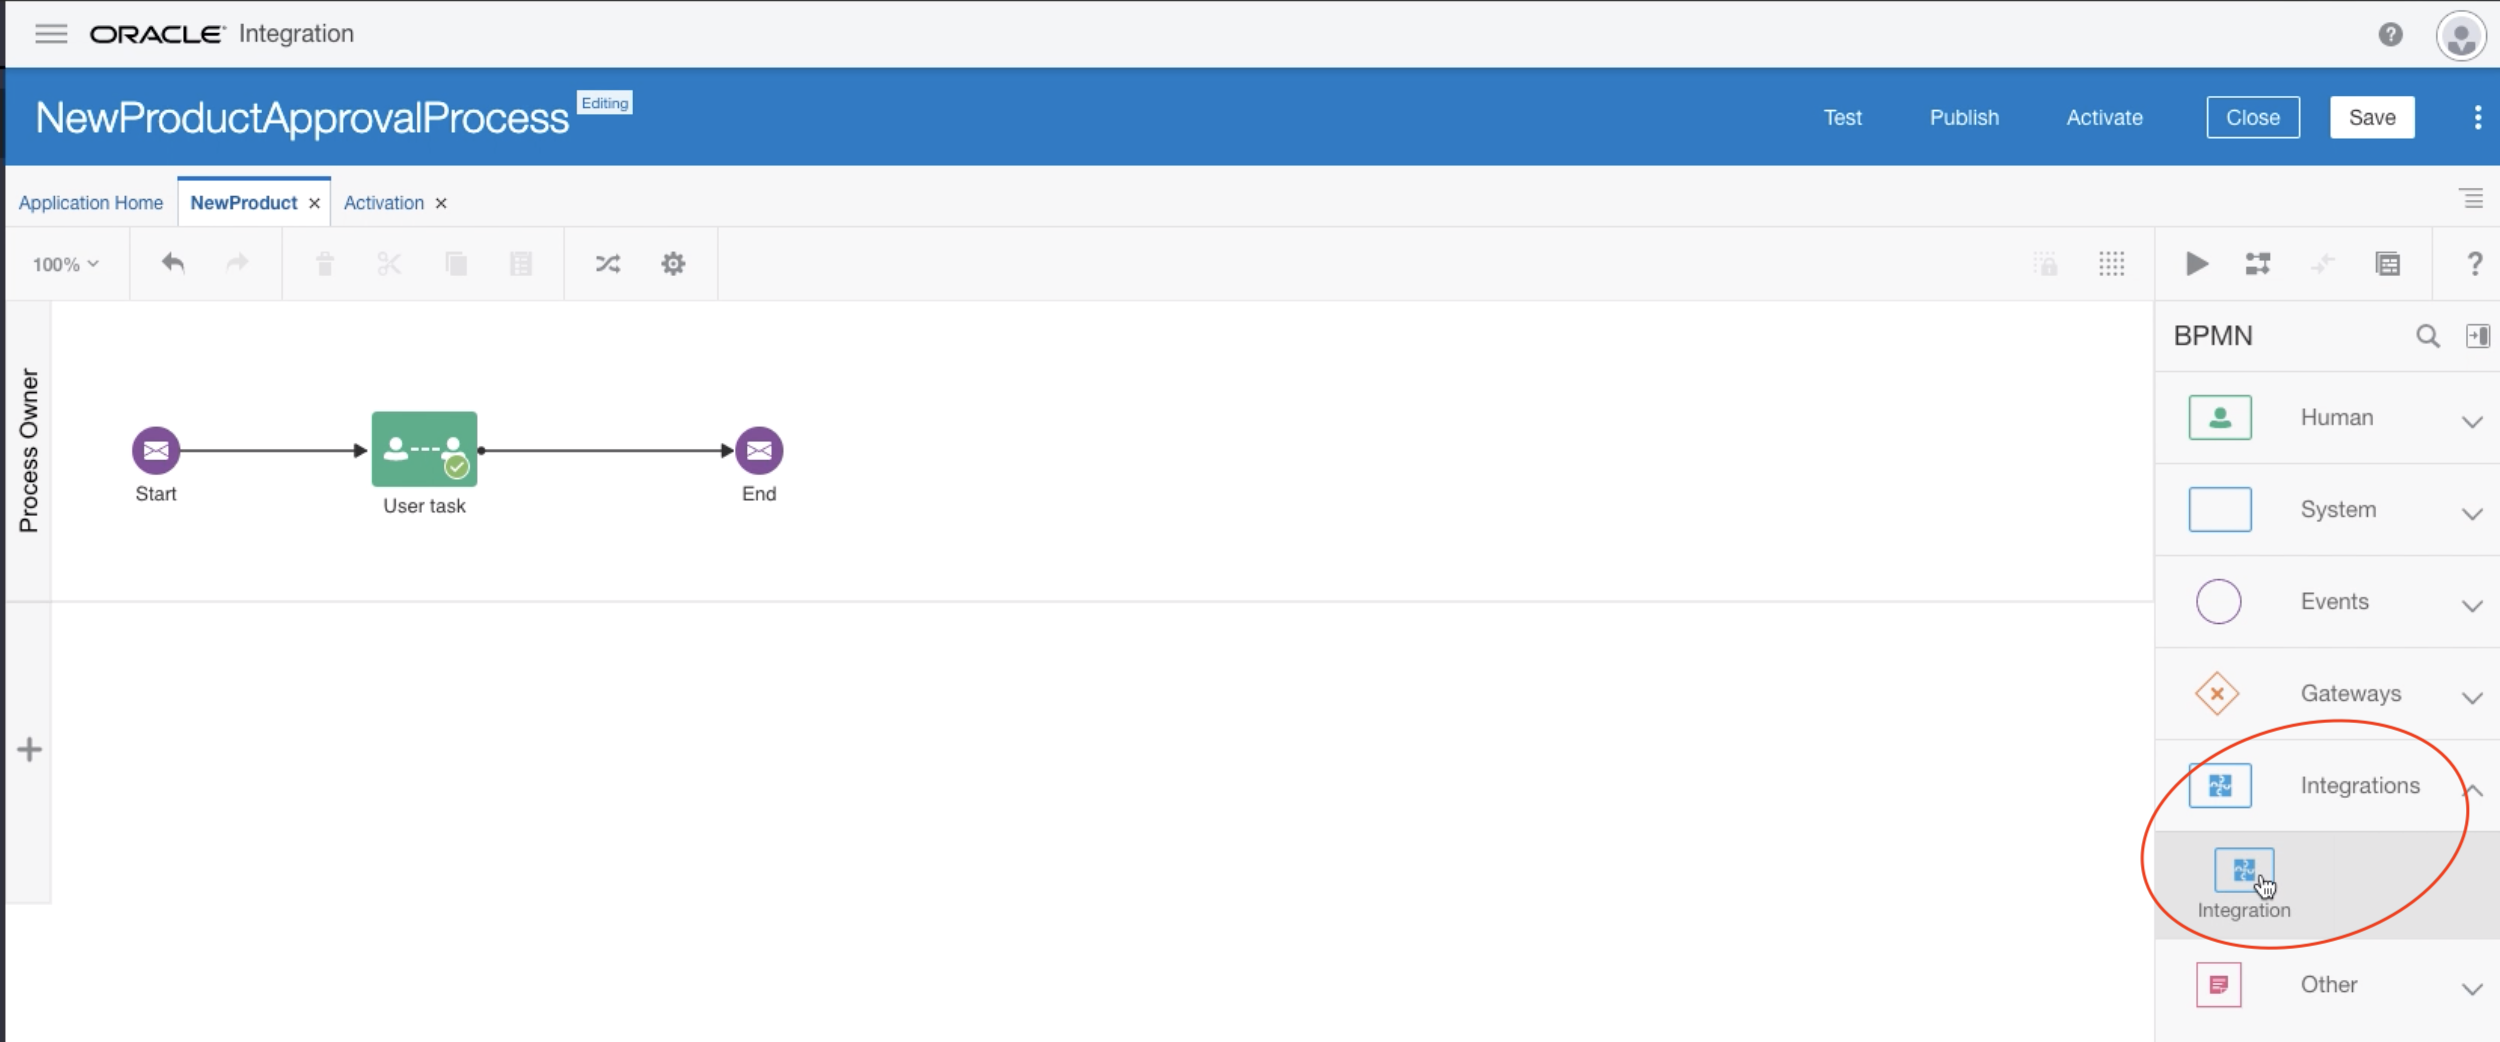 ORACLE Integration
?
NewProductApprovalProcess Editing
Test Publish Activate Close Save
Application Home NewProduct × Activation ×
100%
?
Process Owner
Start
User task
End
BPMN
Human
System
Events
Gateways
Integrations
Integration
Other